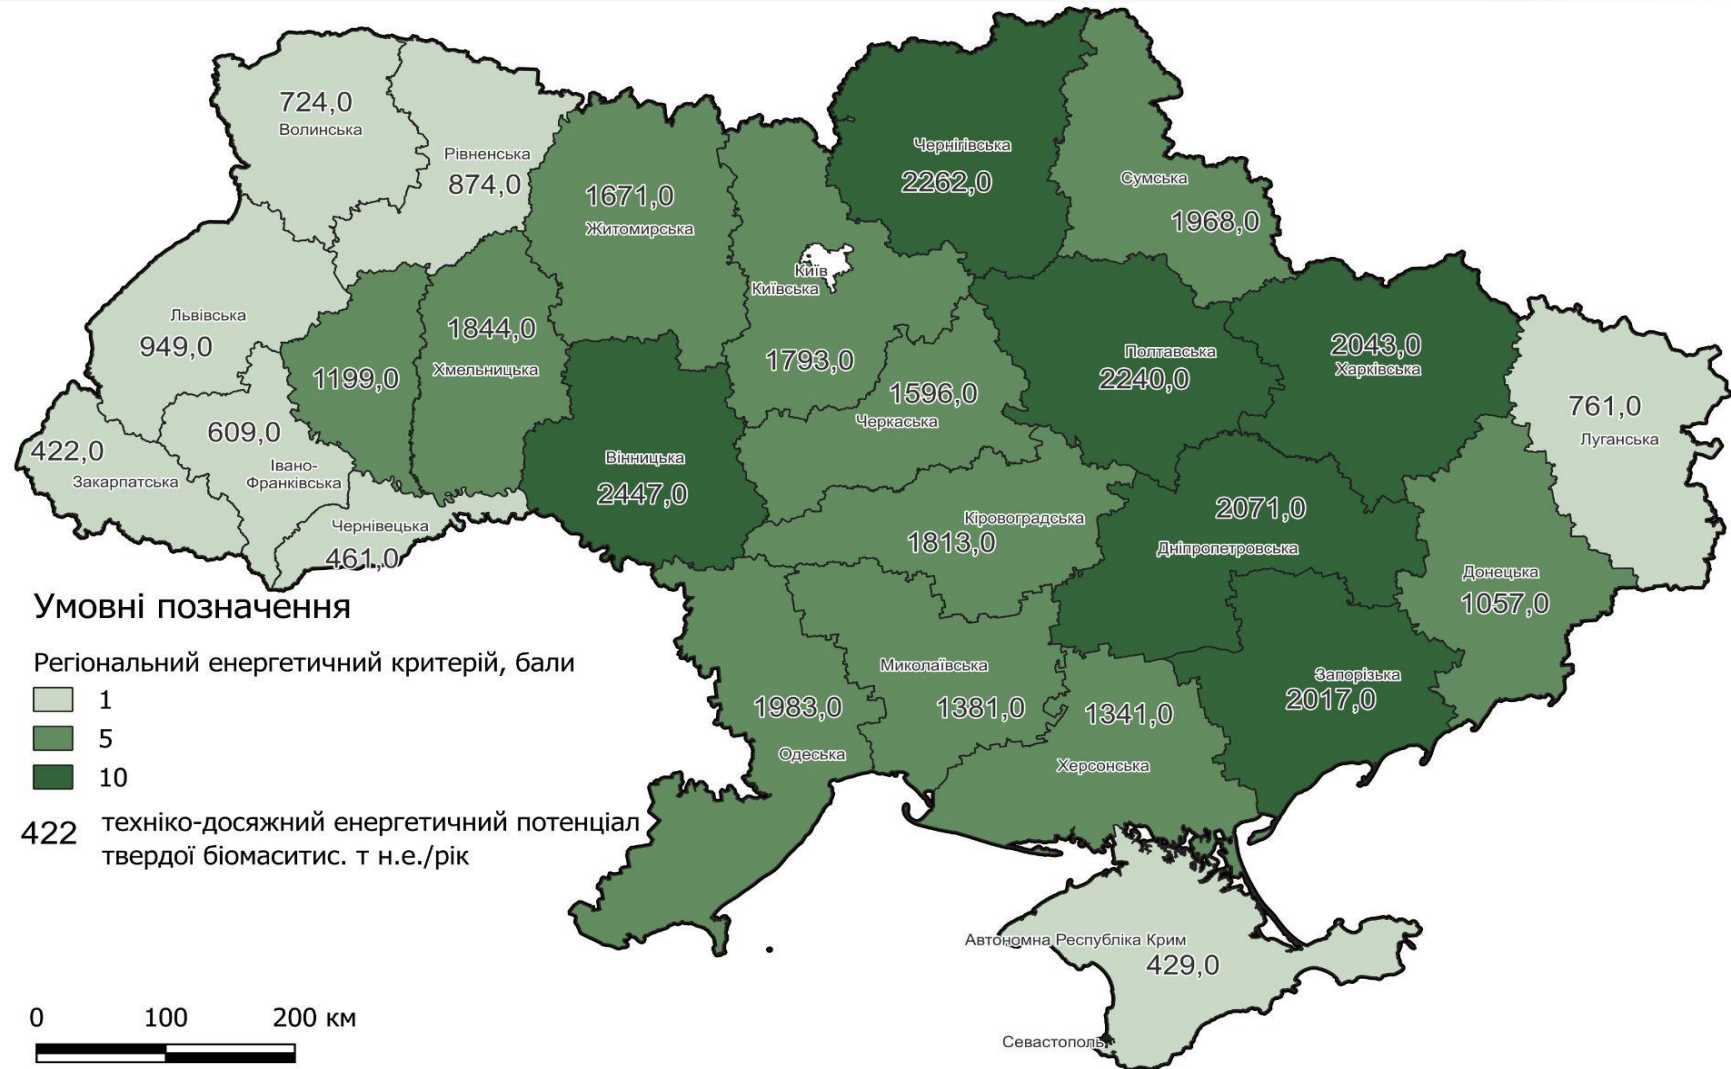 724,0
Волинська
Рівненська
874,0
1671,0
Житомирська
Київ
Київська
1793,0
Чернігівська
2262,0
Сумська
1968,0
Львівська
949,0
1199,0
1844,0
Хмельницька
1596,0
Черкаська
Полтавська
2240,0
2043,0
Харківська
761,0
Луганська
422,0
Закарпатська
609,0
Івано-
Франківська
Чернівецька
461,0
Вінницька
2447,0
Кіровоградська
1813,0
2071,0
Дніпропетровська
Донецька
1057,0
1983,0
Одеська
Миколаївська
1381,0
1341,0
Херсонська
Запорізька
2017,0
Автономна Республіка Крим
429,0
Севастополь
Умовні позначення
Регіональний енергетичний критерій, бали
1
5
10
422 техніко-досяжний енергетичний потенціал
твердої біомаситис. т н.е./рік
0 100 200 км